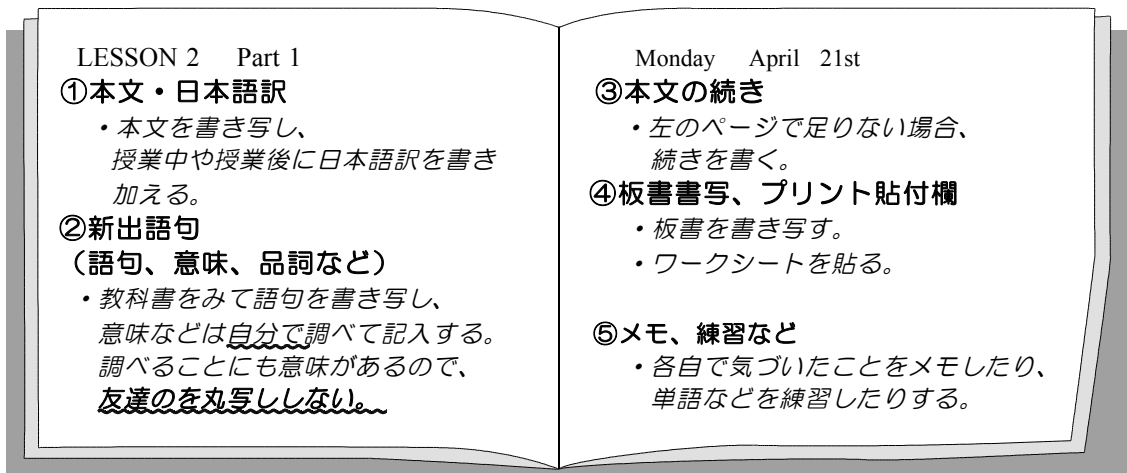 LESSON 2 Part 1
①本文・日本語訳
・本文を書き写し、
授業中や授業後に日本語訳を書き
加える。
②新出語句
（語句、意味、品詞など）
・教科書をみて語句を書き写し、
意味などは自分で調べて記入する。
調べることにも意味があるので、
友達のを丸写ししない。
Monday April 21st
③本文の続き
・左のページで足りない場合、
続きを書く。
④板書書写、プリント貼付欄
・板書を書き写す。
・ワークシートを貼る。
⑤メモ、練習など
・各自で気づいたことをメモしたり、
単語などを練習したりする。